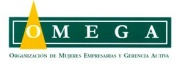 OMEGA
ORGANIZACIÓN DE MUJERES EMPRESARIAS Y GERENCIA ACTIVA